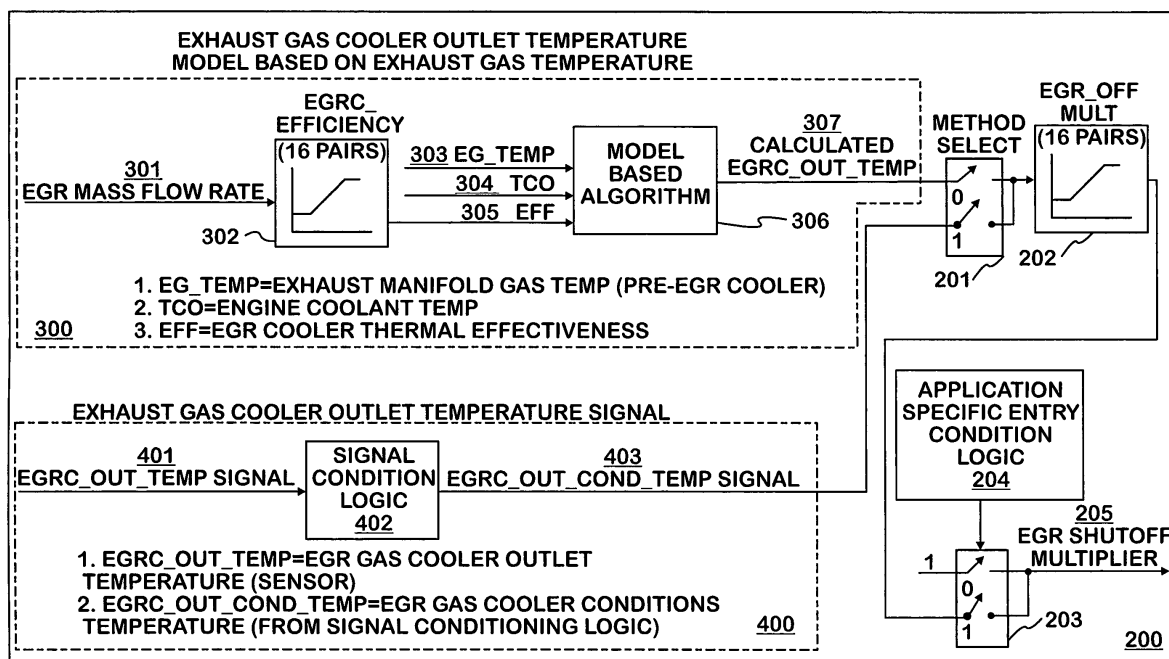 EXHAUST GAS COOLER OUTLET TEMPERATURE
MODEL BASED ON EXHAUST GAS TEMPERATURE
EGRC_
EFFICIENCY
(16 PAIRS)
301
EGR MASS FLOW RATE
302
303 EG_TEMP
304 TCO
305 EFF
MODEL
BASED
ALGORITHM
306
307
CALCULATED
EGRC_OUT_TEMP
METHOD
SELECT
0
1
201
EGR_OFF
MULT
(16 PAIRS)
202
1. EG_TEMP=EXHAUST MANIFOLD GAS TEMP (PRE-EGR COOLER)
2. TCO=ENGINE COOLANT TEMP
3. EFF=EGR COOLER THERMAL EFFECTIVENESS
300
EXHAUST GAS COOLER OUTLET TEMPERATURE SIGNAL
401
EGRC_OUT_TEMP SIGNAL
SIGNAL
CONDITION
LOGIC
402
403
EGRC_OUT_COND_TEMP SIGNAL
1. EGRC_OUT_TEMP=EGR GAS COOLER OUTLET
TEMPERATURE (SENSOR)
2. EGRC_OUT_COND_TEMP=EGR GAS COOLER CONDITIONS
TEMPERATURE (FROM SIGNAL CONDITIONING LOGIC)
400
APPLICATION
SPECIFIC ENTRY
CONDITION
LOGIC
204
205
EGR SHUTOFF
MULTIPLIER
1
0
1
203
200